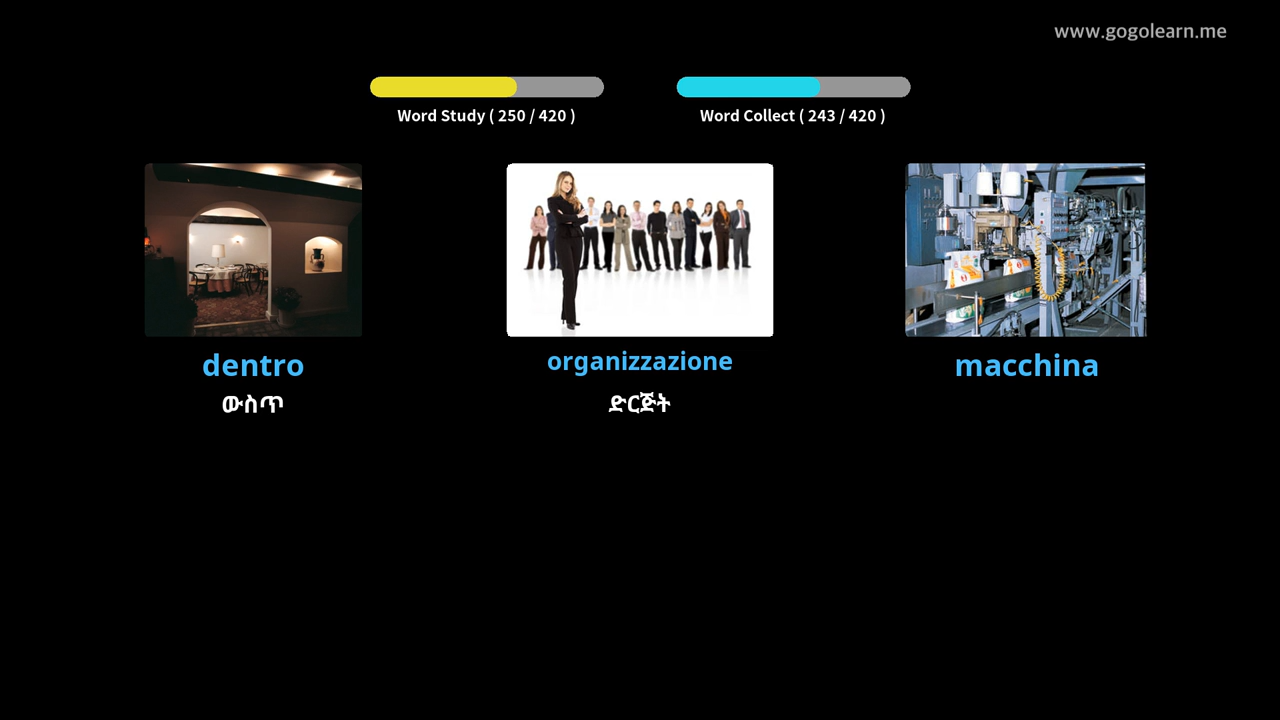 www.gogolearn.me
Word Study ( 250 / 420 )
Word Collect ( 243 / 420 )
dentro
organizzazione
macchina
ውስጥ
ድርጅት